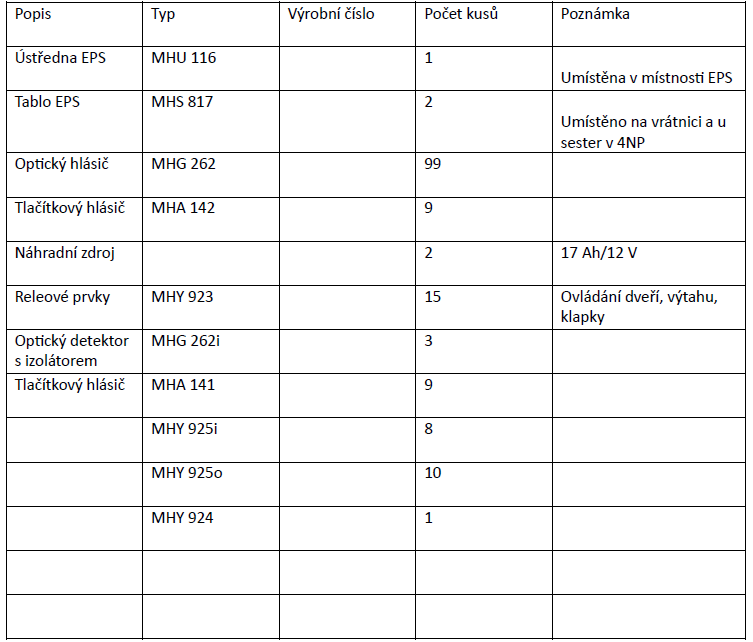 Popis Typ Výrobní číslo Počet kusů Poznámka
Ústředna EPS MHU 116 1
Umístěna v místnosti EPS
Tablo EPS MHS 817 2
Umístěno na vrátnici a u
sester v 4NP
Optický hlásič MHG 262 99
Tlačítkový hlásič MHA 142 9
Náhradní zdroj 2 17 Ah/12 V
Releové prvky MHY 923 15 Ovládání dveří, výtahu,
klapky
Optický detektor MHG 262i 3
s izolátorem
Tlačítkový hlásič MHA 141 9
MHY 925i 8
MHY 925o 10
MHY 924 1